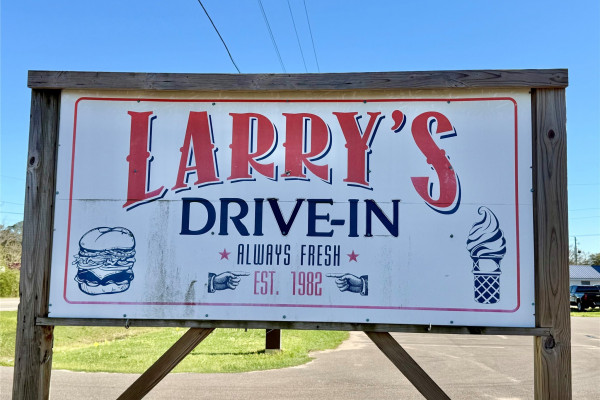 LARRY'S
DRIVE-IN
ALWAYS FRESH
EST. 1982